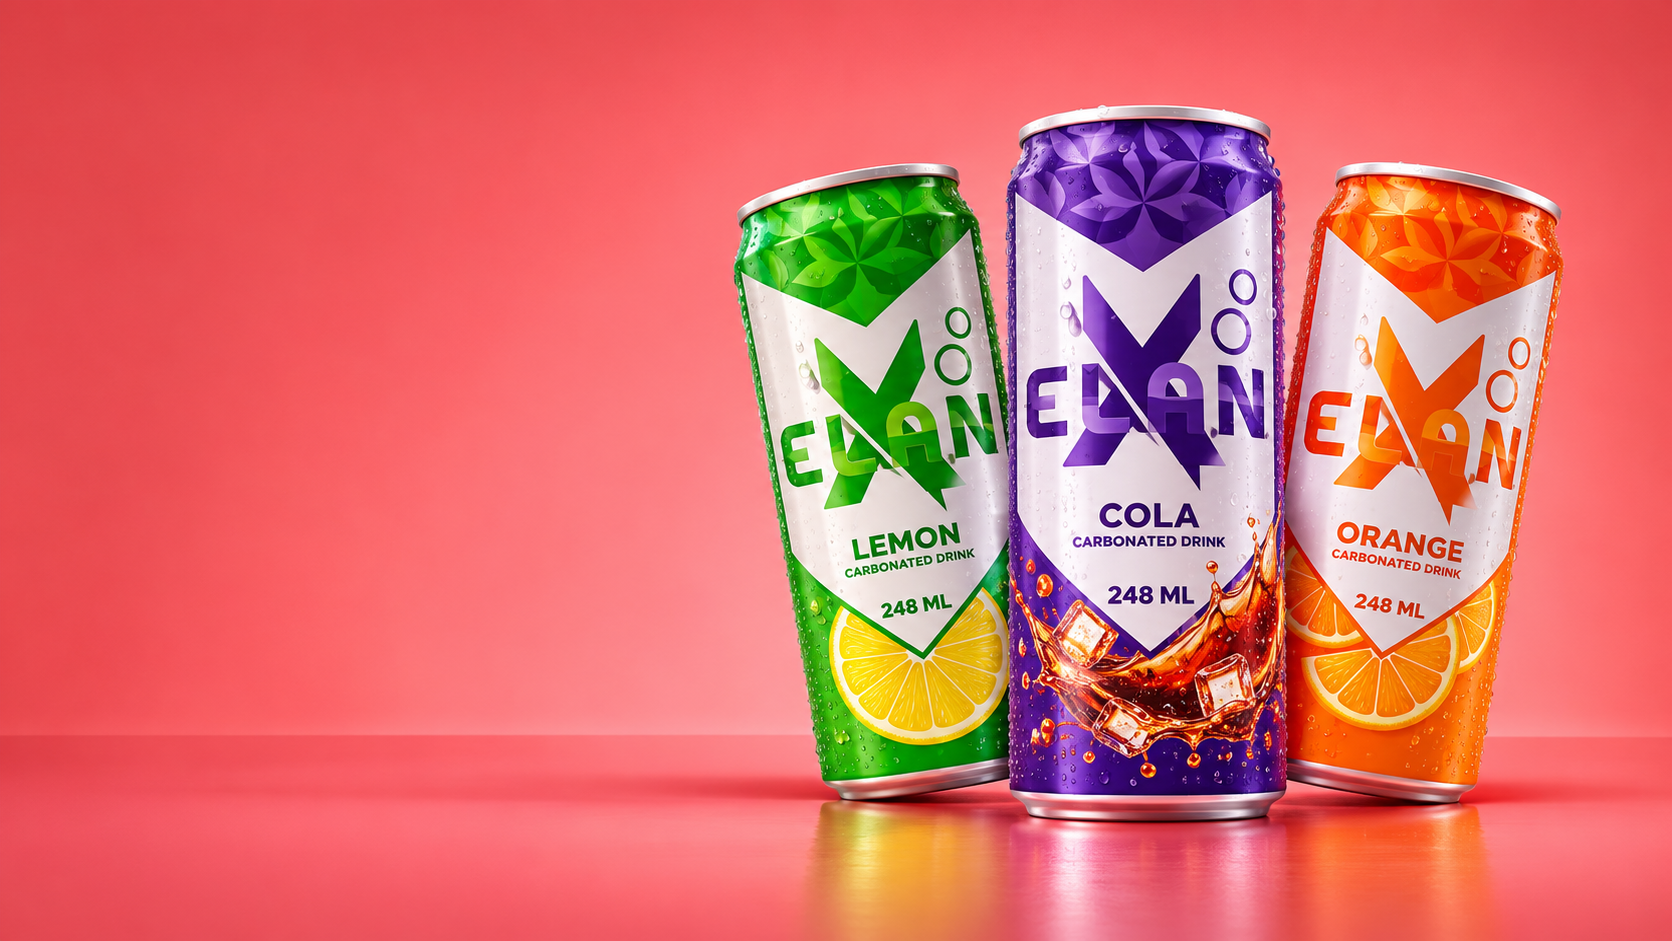 ELAN
LEMON
CARBONATED DRINK
248 ML
ELAN
COLA
CARBONATED DRINK
248 ML
ELAN
ORANGE
CARBONATED DRINK
248 ML